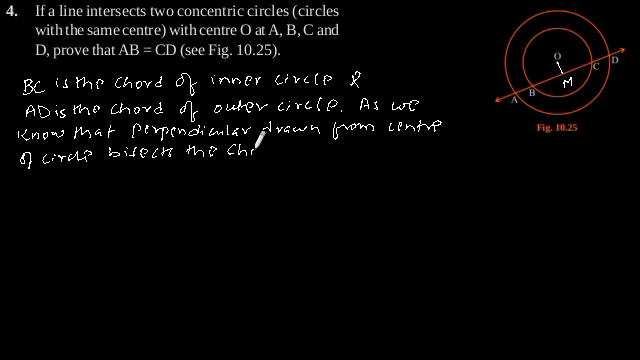 4. If a line intersects two concentric circles (circles
with the same centre) with centre O at A, B, C and
D, prove that AB = CD (see Fig. 10.25).
BC is the chord of inner circle &
AD is the chord of outer circle. As we
know that perpendicular drawn from centre
of circle bisects the Ch
O
M
C
D
B
A
Fig. 10.25